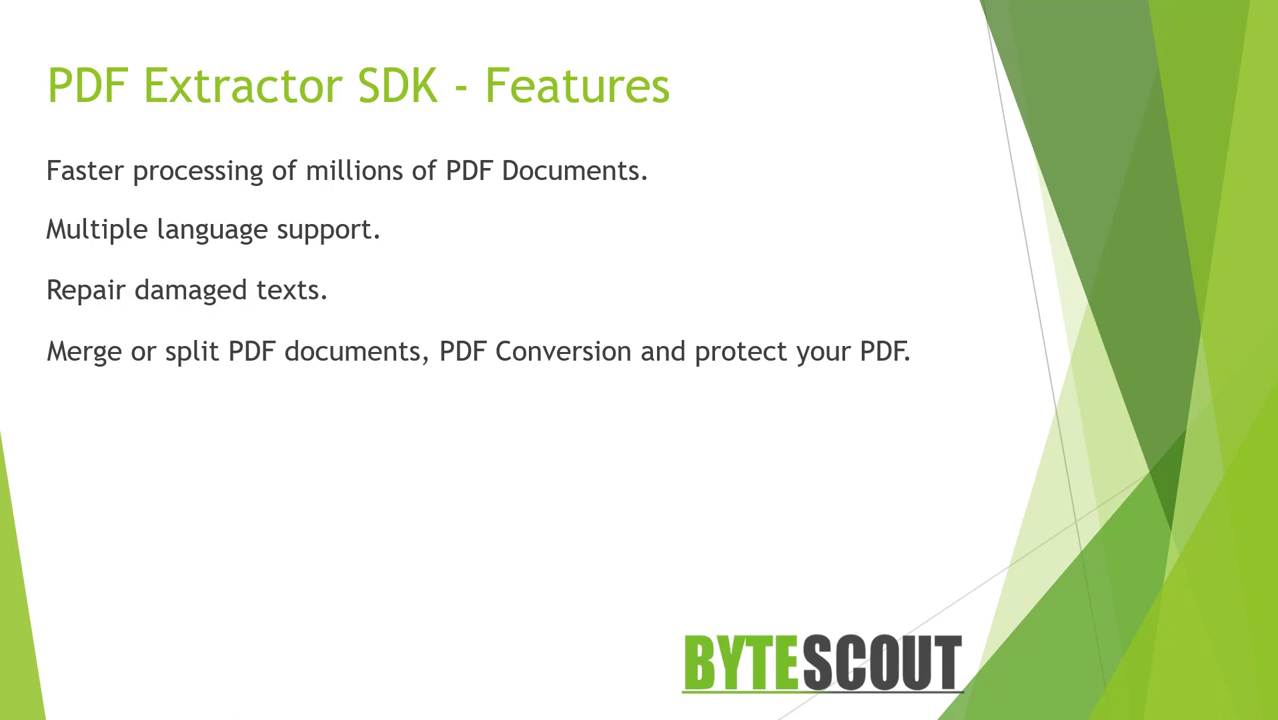 PDF Extractor SDK - Features
Faster processing of millions of PDF Documents.
Multiple language support.
Repair damaged texts.
Merge or split PDF documents, PDF Conversion and protect your PDF.
BYTESCOUT